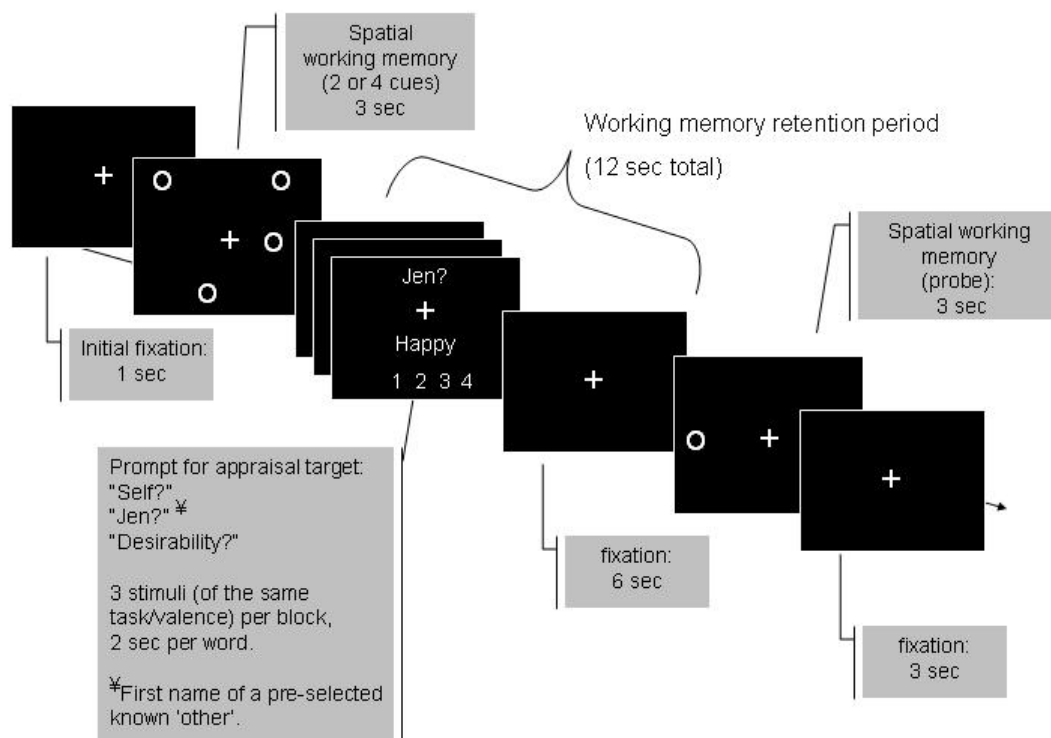 Spatial
working memory
(2 or 4 cues)
3 sec
Working memory retention period
(12 sec total)
Spatial working
memory
(probe):
3 sec
Initial fixation:
1 sec
Jen?
+
Happy
1 2 3 4
Prompt for appraisal target:
"Self?"
"Jen?" ¥
"Desirability?"
3 stimuli (of the same
task/valence) per block,
2 sec per word.
¥First name of a pre-selected
known 'other'.
fixation:
6 sec
fixation:
3 sec